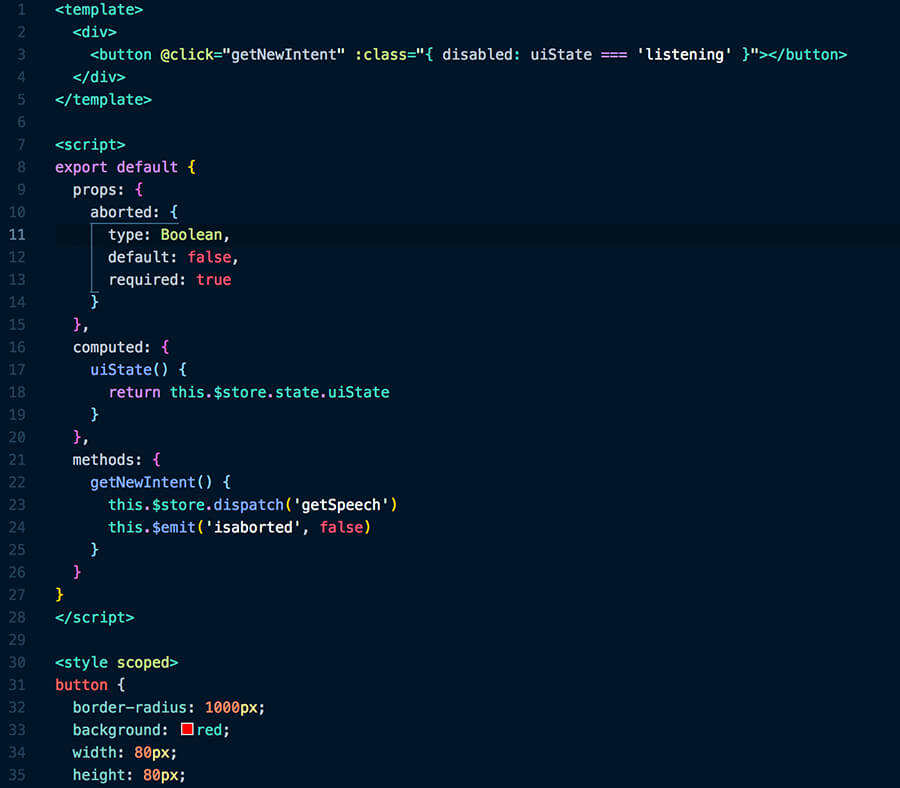 1 <template>
2   <div>
3     <button @click="getNewIntent" :class="{ disabled: uiState === 'listening' }"></button>
4   </div>
5 </template>
6
7 <script>
8 export default {
9   props: {
10     aborted: {
11       type: Boolean,
12       default: false,
13       required: true
14     }
15   },
16   computed: {
17     uiState() {
18       return this.$store.state.uiState
19     }
20   },
21   methods: {
22     getNewIntent() {
23       this.$store.dispatch('getSpeech')
24       this.$emit('isaborted', false)
25     }
26   }
27 }
28 </script>
29
30 <style scoped>
31 button {
32   border-radius: 1000px;
33   background: red;
34   width: 80px;
35   height: 80px;